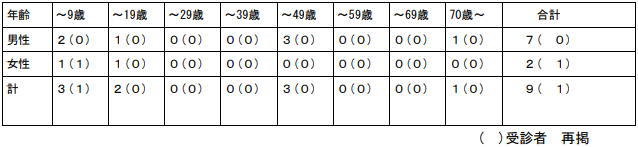 年齢 ～9歳 ～19歳 ～29歳 ～39歳 ～49歳 ～59歳 ～69歳 70歳～ 合計
男性 2(0) 1(0) 0(0) 0(0) 3(0) 0(0) 0(0) 1(0) 7( 0)
女性 1(1) 1(0) 0(0) 0(0) 0(0) 0(0) 0(0) 0(0) 2( 1)
計 3(1) 2(0) 0(0) 0(0) 3(0) 0(0) 0(0) 1(0) 9( 1)
( )受診者 再掲